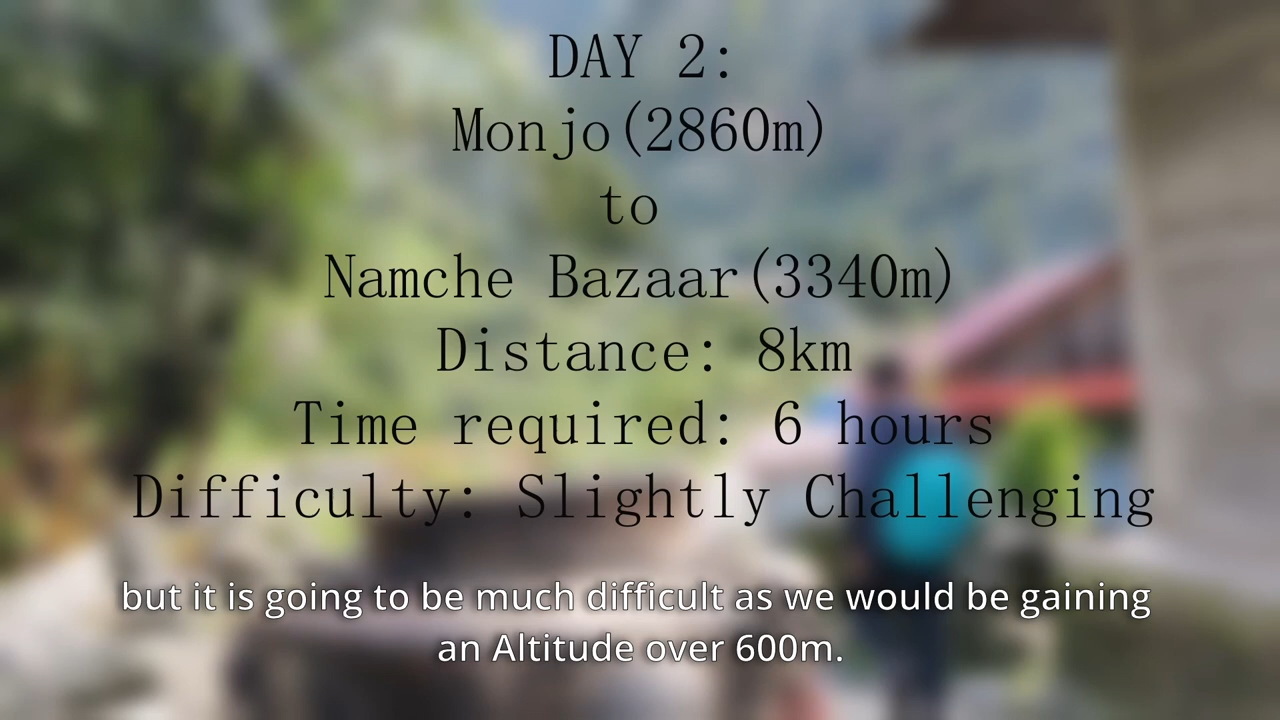 DAY 2:
Monjo(2860m)
to
Namche Bazaar(3340m)
Distance: 8km
Time required: 6 hours
Difficulty: Slightly Challenging
but it is going to be much difficult as we would be gaining
an Altitude over 600m.